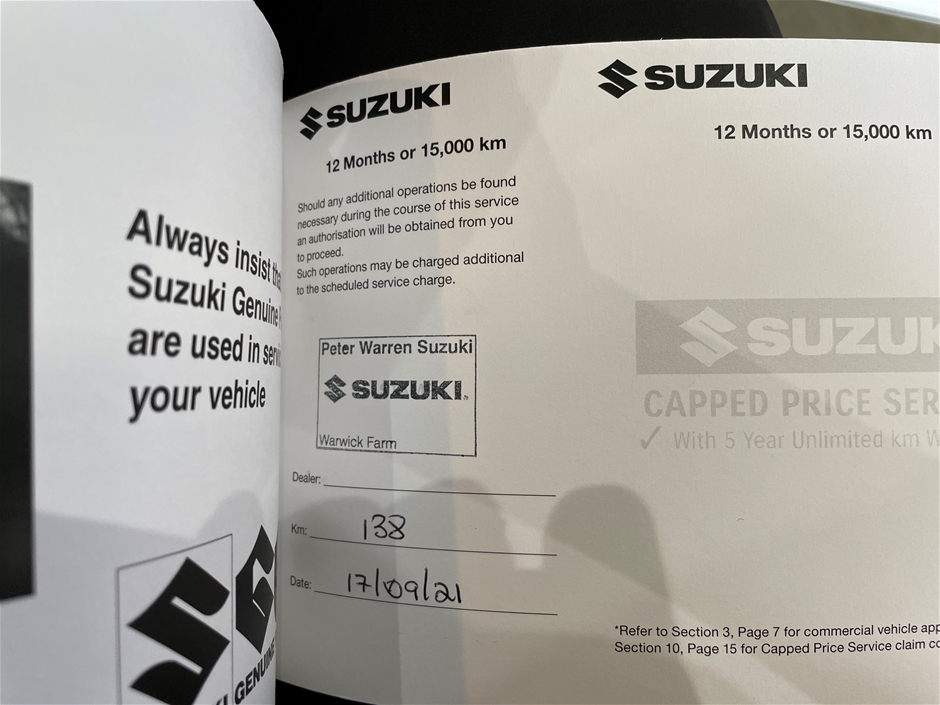 Always insist
Suzuki Genuine
are used in
your vehicle
GENUINE
SUZUKI
12 Months or 15,000 km
Should any additional operations be found
necessary during the course of this service
an authorisation will be obtained from you
to proceed.
Such operations may be charged additional
to the scheduled service charge.
Peter Warren Suzuki
SUZUKI
Warwick Farm
Dealer:
Km: 138
Date: 17/09/21
SUZUKI
12 Months or 15,000 km
SUZUK
CAPPED PRICE SER
✓ With 5 Year Unlimited km W
*Refer to Section 3, Page 7 for commercial vehicle app
Section 10, Page 15 for Capped Price Service claim co